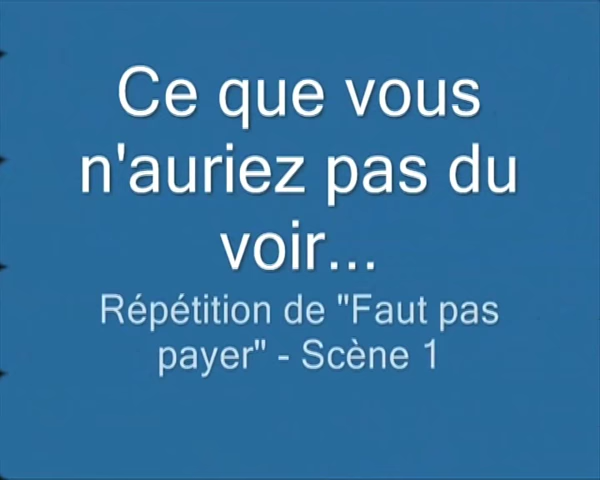 Ce que vous
n'auriez pas du
voir...
Répétition de "Faut pas
payer" - Scène 1